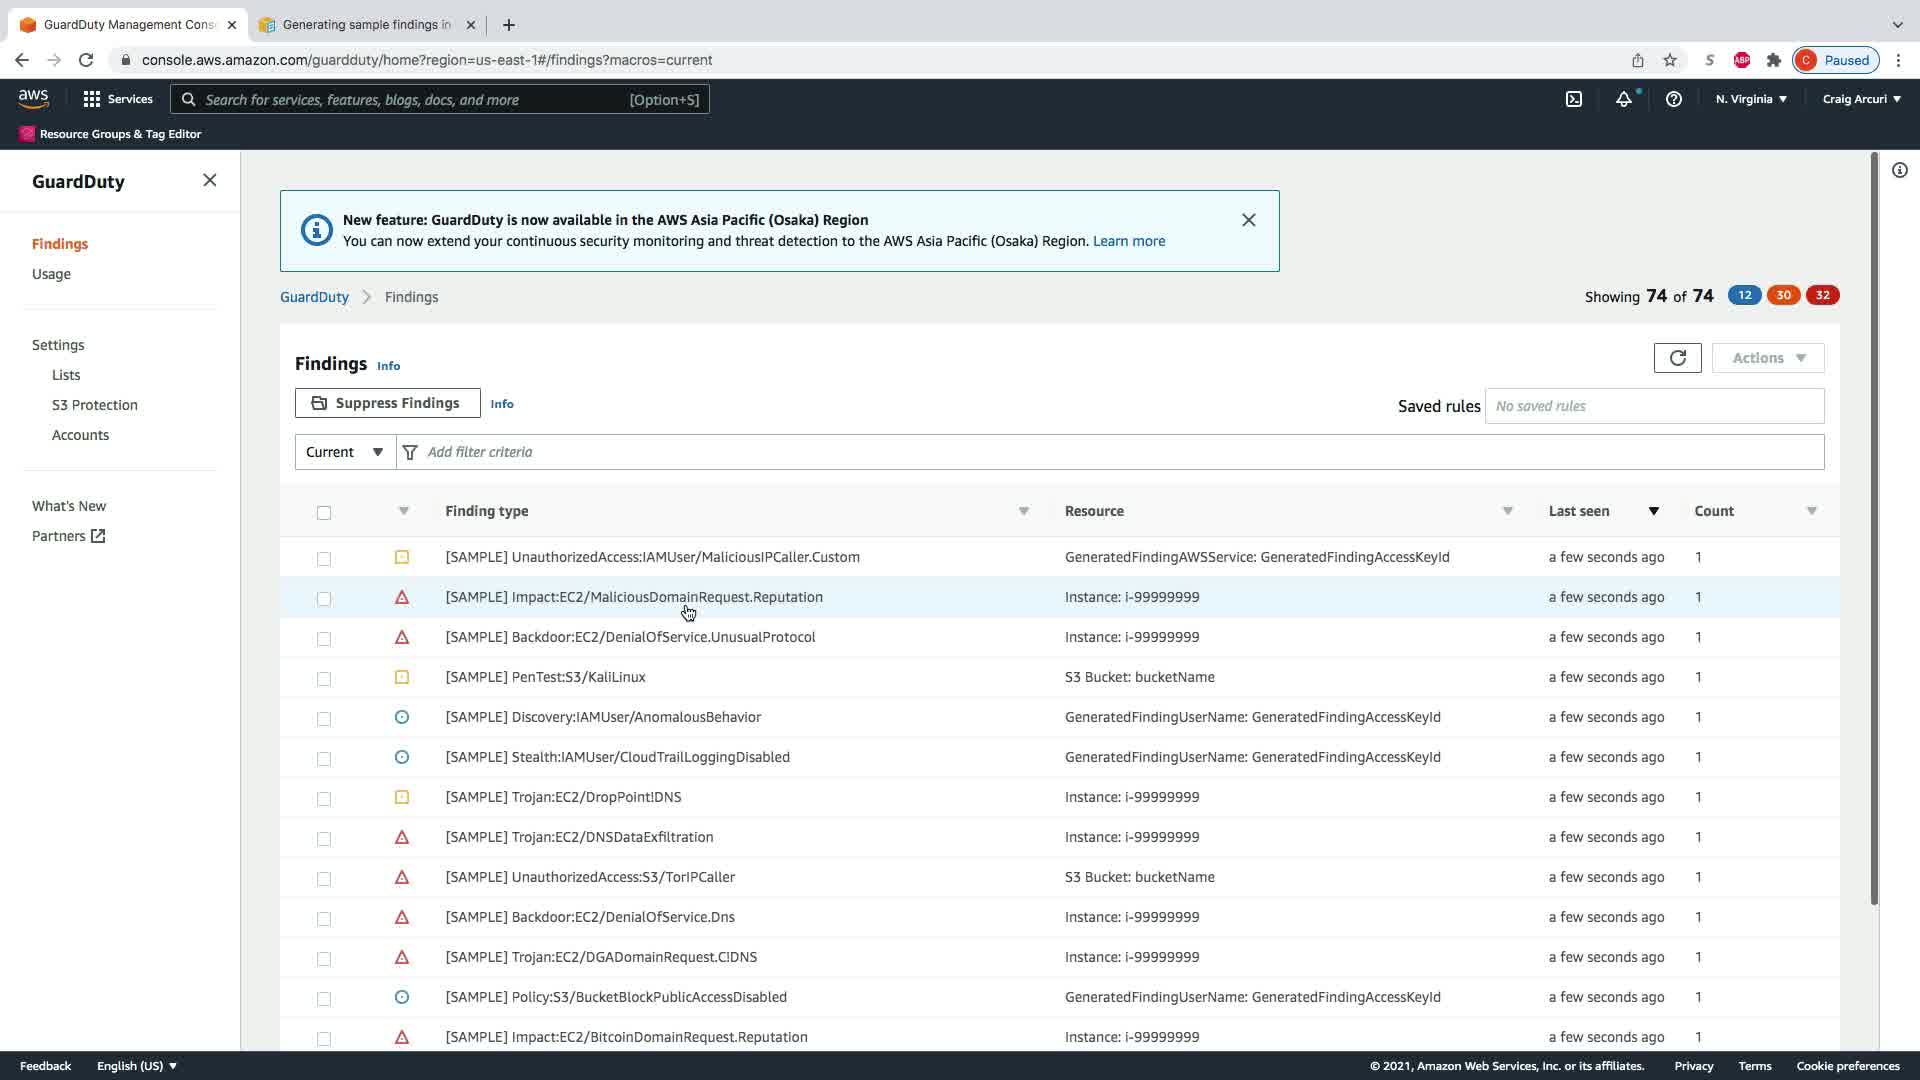 GuardDuty Management Cons
Generating sample findings in
console.aws.amazon.com/guardduty/home?region=us-east-1#/findings?macros=current
S
ABP
C
Paused
aws
Services
Search for services, features, blogs, docs, and more
[Option+S]
N. Virginia
Craig Arcuri
Resource Groups & Tag Editor
GuardDuty
Findings
Usage
Settings
Lists
S3 Protection
Accounts
What's New
Partners
New feature: GuardDuty is now available in the AWS Asia Pacific (Osaka) Region
You can now extend your continuous security monitoring and threat detection to the AWS Asia Pacific (Osaka) Region. Learn more
GuardDuty Findings
Showing 74 of 74 12 30 32
Findings Info
Actions
Suppress Findings Info
Saved rules No saved rules
Current Add filter criteria
Finding type Resource Last seen Count
[SAMPLE] UnauthorizedAccess:IAMUser/MaliciousIPCaller.Custom GeneratedFindingAWSService: GeneratedFindingAccessKeyId a few seconds ago 1
[SAMPLE] Impact:EC2/MaliciousDomainRequest.Reputation Instance: i-99999999 a few seconds ago 1
[SAMPLE] Backdoor:EC2/DenialOfService.UnusualProtocol Instance: i-99999999 a few seconds ago 1
[SAMPLE] PenTest:S3/KaliLinux S3 Bucket: bucketName a few seconds ago 1
[SAMPLE] Discovery:IAMUser/AnomalousBehavior GeneratedFindingUserName: GeneratedFindingAccessKeyId a few seconds ago 1
[SAMPLE] Stealth:IAMUser/CloudTrailLoggingDisabled GeneratedFindingUserName: GeneratedFindingAccessKeyId a few seconds ago 1
[SAMPLE] Trojan:EC2/DropPoint!DNS Instance: i-99999999 a few seconds ago 1
[SAMPLE] Trojan:EC2/DNSDataExfiltration Instance: i-99999999 a few seconds ago 1
[SAMPLE] UnauthorizedAccess:S3/TorIPCaller S3 Bucket: bucketName a few seconds ago 1
[SAMPLE] Backdoor:EC2/DenialOfService.Dns Instance: i-99999999 a few seconds ago 1
[SAMPLE] Trojan:EC2/DGADomainRequest.C!DNS Instance: i-99999999 a few seconds ago 1
[SAMPLE] Policy:S3/BucketBlockPublicAccessDisabled GeneratedFindingUserName: GeneratedFindingAccessKeyId a few seconds ago 1
[SAMPLE] Impact:EC2/BitcoinDomainRequest.Reputation Instance: i-99999999 a few seconds ago 1
Feedback English (US) © 2021, Amazon Web Services, Inc. or its affiliates. Privacy Terms Cookie preferences